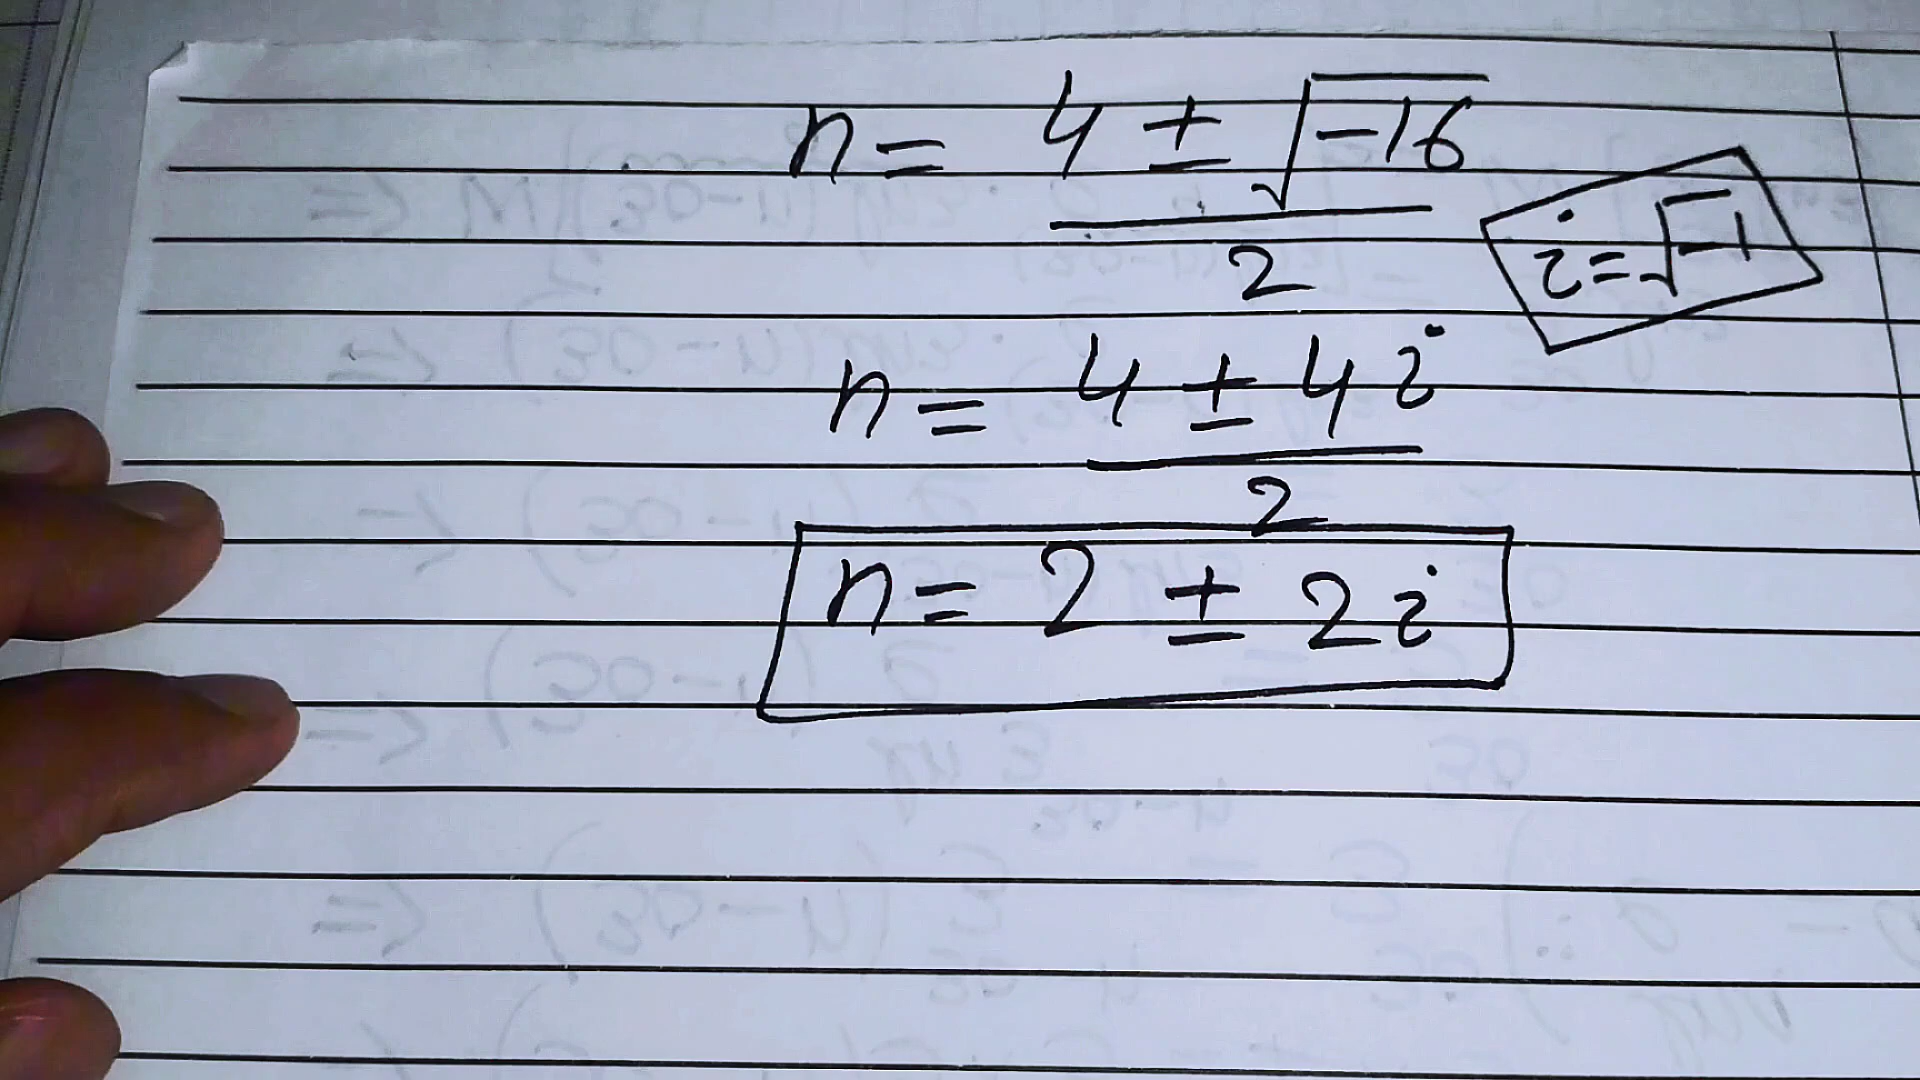 n = 4 ± √-16 / 2
i = √-1
n = 4 ± 4i / 2
n = 2 ± 2i